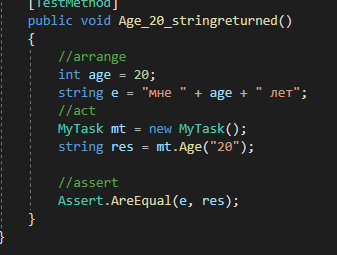 [TestMethod]
public void Age_20_stringreturned()
{
//arrange
int age = 20;
string e = "мне " + age + " лет";
//act
MyTask mt = new MyTask();
string res = mt.Age("20");
//assert
Assert.AreEqual(e, res);
}
}